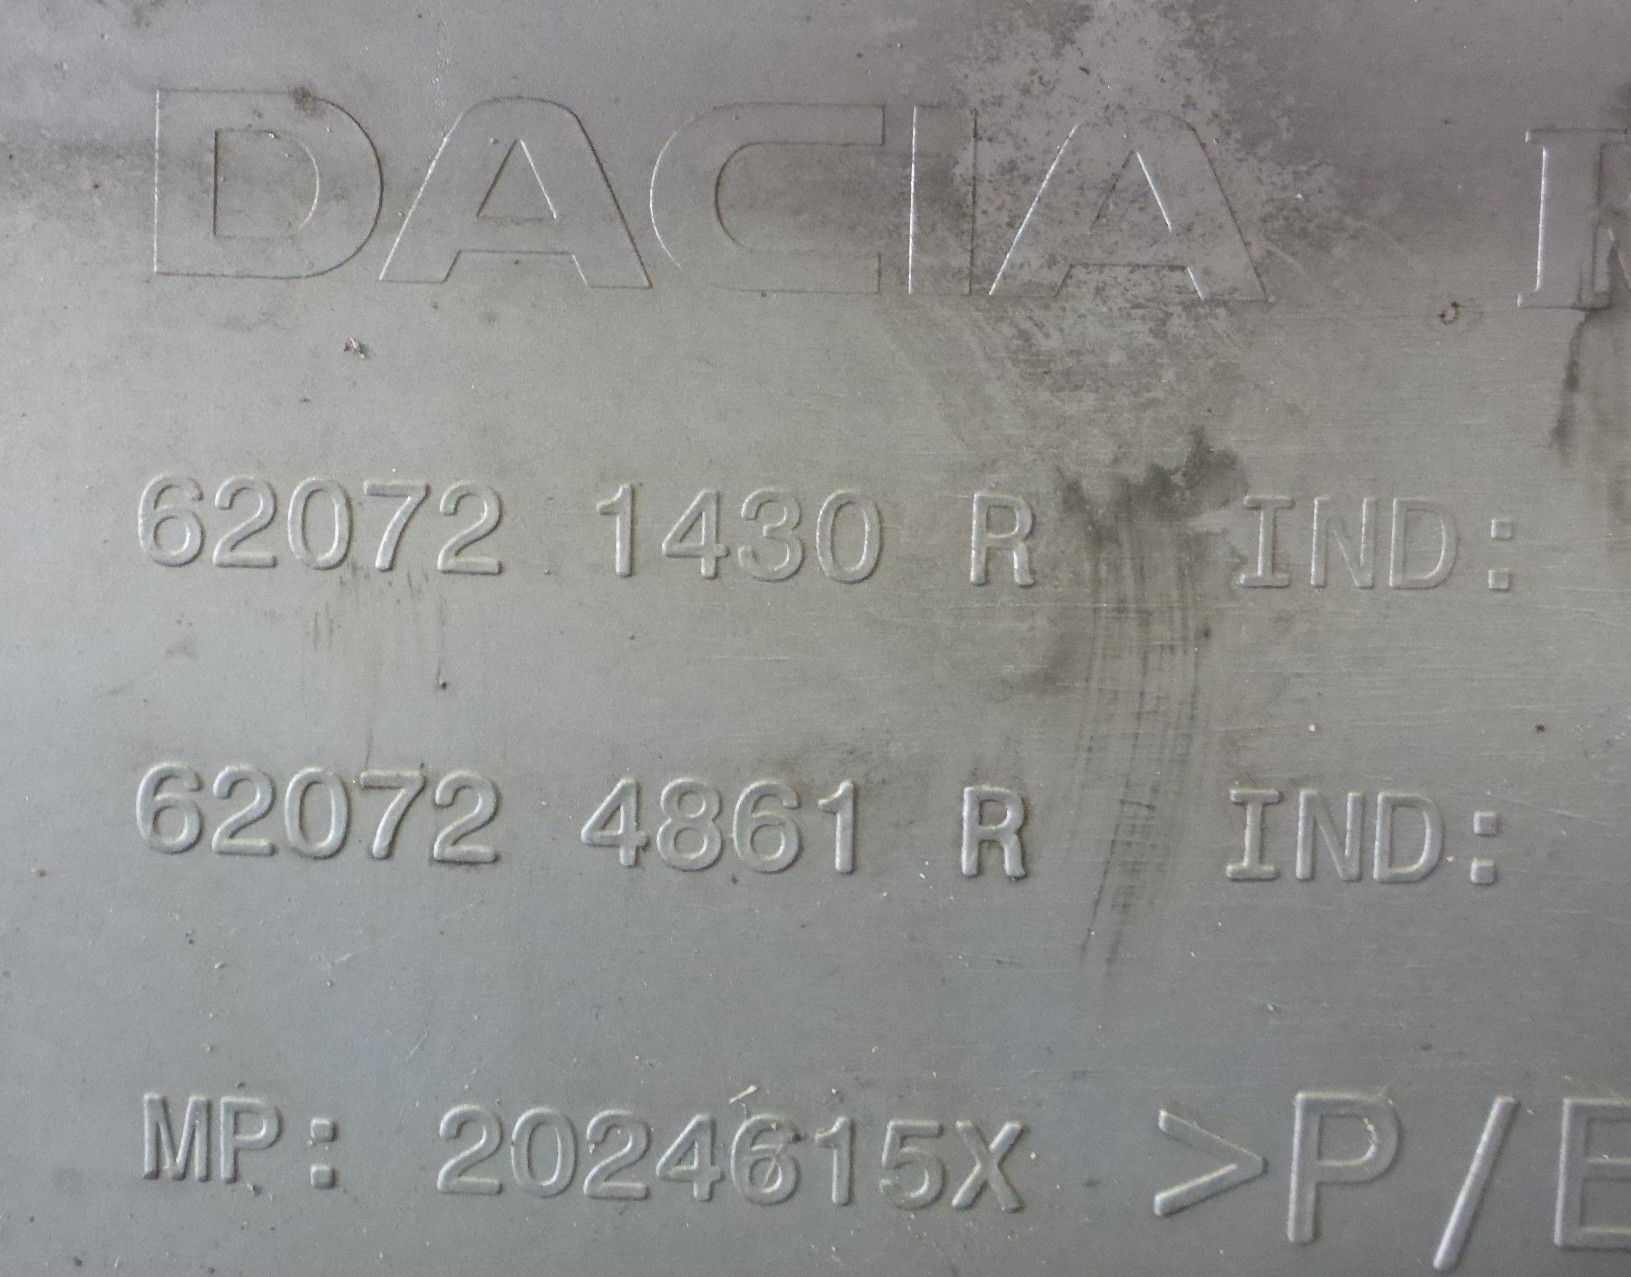 DACIA
62072 1430 R IND:
62072 4861 R IND:
MP: 2024615X >P/E